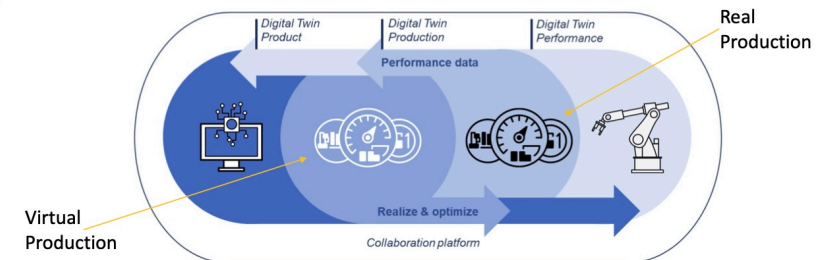 Digital Twin
Product
Digital Twin
Production
Digital Twin
Performance
Real
Production
Performance data
Virtual
Production
Realize & optimize
Collaboration platform